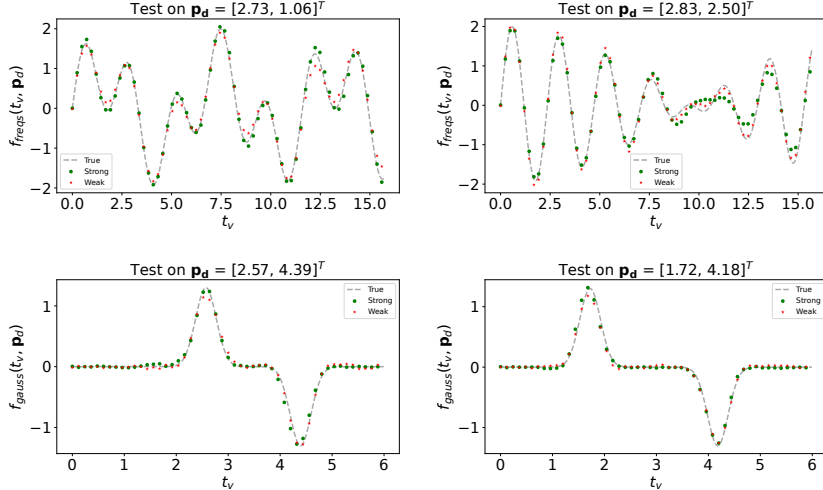 Test on p_d = [2.73, 1.06]^T
f_freqs(t_v, p_d)
2
1
0
−1
−2
True
Strong
Weak
0.0 2.5 5.0 7.5 10.0 12.5 15.0
t_v
Test on p_d = [2.83, 2.50]^T
f_freqs(t_v, p_d)
2
1
0
−1
−2
True
Strong
Weak
0.0 2.5 5.0 7.5 10.0 12.5 15.0
t_v
Test on p_d = [2.57, 4.39]^T
f_gauss(t_v, p_d)
1
0
−1
True
Strong
Weak
0 1 2 3 4 5 6
t_v
Test on p_d = [1.72, 4.18]^T
f_gauss(t_v, p_d)
1
0
−1
True
Strong
Weak
0 1 2 3 4 5 6
t_v